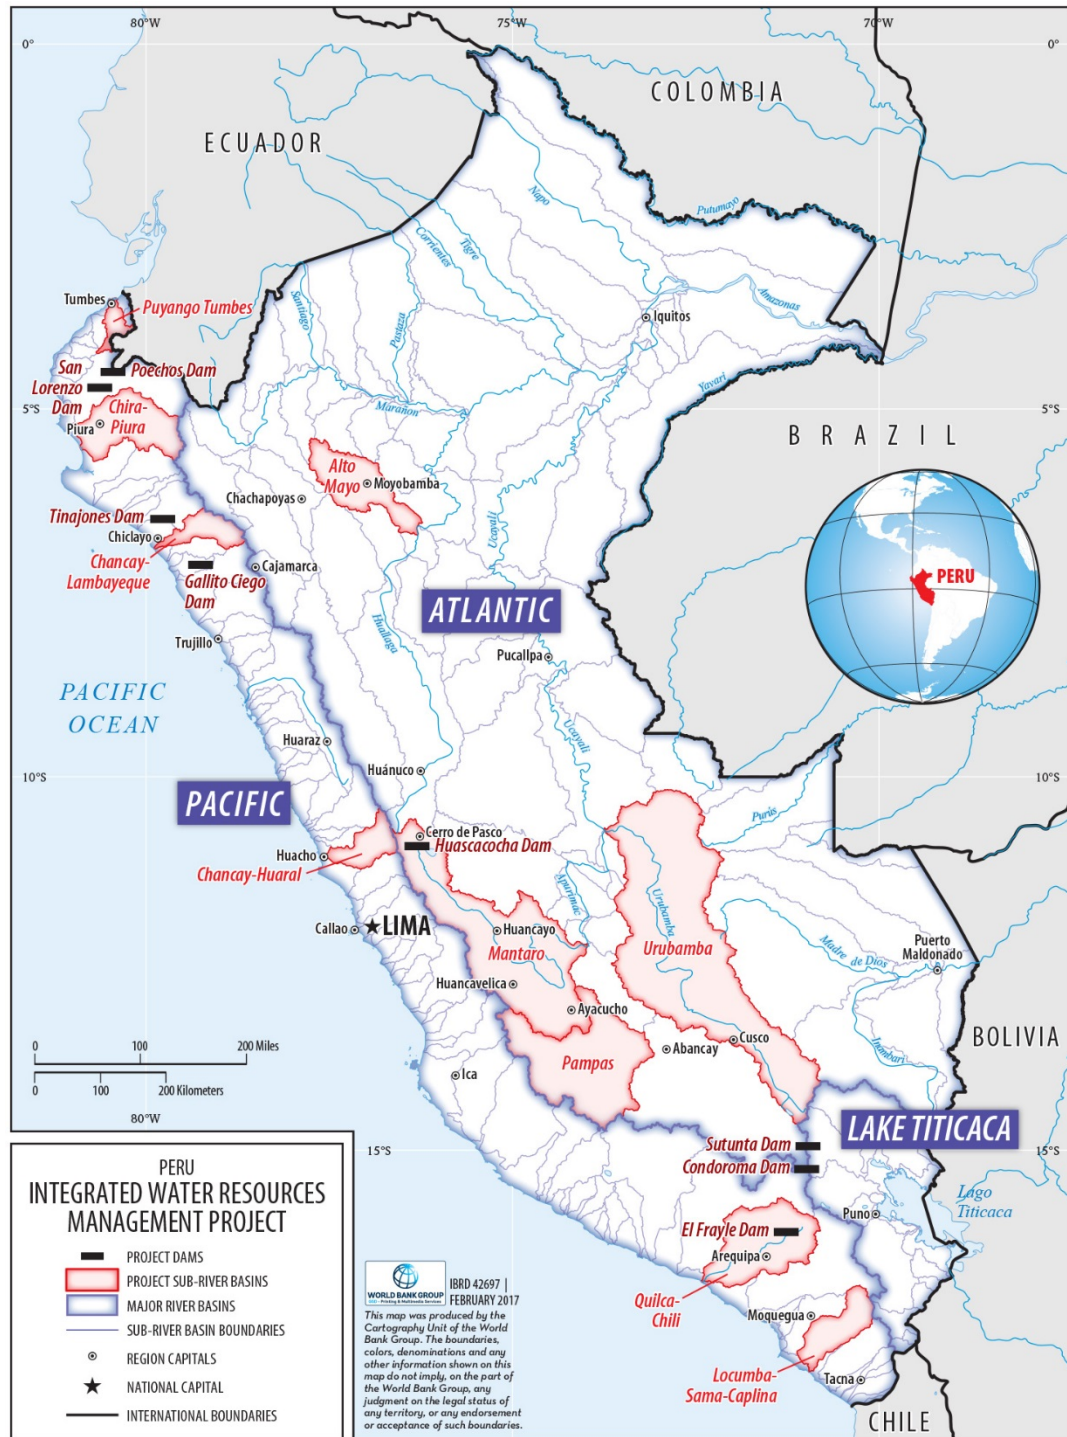 80°W
75°W
70°W
0°
0°
COLOMBIA
ECUADOR
Napo
Putumayo
Tigre
Corrientes
Santiago
Pastaza
Amazonas
Tumbes
Puyango Tumbes
Iquitos
San
Lorenzo
Dam
Poechos Dam
Yavari
Marañon
5°S
5°S
Chira-
Piura
Piura
BRAZIL
Alto
Mayo
Moyobamba
Chachapoyas
Ucayali
Tinajones Dam
Chiclayo
Chancay-
Lambayeque
Cajamarca
Gallito Ciego
Dam
PERU
ATLANTIC
Huallaga
Trujillo
Pucallpa
PACIFIC
OCEAN
Ucayali
Huaraz
Huánuco
10°S
10°S
PACIFIC
Purús
Cerro de Pasco
Huascacocha Dam
Huacho
Chancay-Huaral
Apurimac
Urubamba
Callao
LIMA
Huancayo
Mantaro
Urubamba
Madre de Dios
Puerto
Maldonado
Huancavelica
Ayacucho
Inambari
BOLIVIA
Cusco
Abancay
Pampas
Ica
0 100 200 Miles
0 100 200 Kilometers
80°W
LAKE TITICACA
15°S
15°S
Sutunta Dam
Condoroma Dam
Lago
Titicaca
Puno
El Frayle Dam
Arequipa
Quilca-
Chili
Moquegua
Locumba-
Sama-Caplina
Tacna
CHILE
PERU
INTEGRATED WATER RESOURCES
MANAGEMENT PROJECT
PROJECT DAMS
PROJECT SUB-RIVER BASINS
MAJOR RIVER BASINS
SUB-RIVER BASIN BOUNDARIES
REGION CAPITALS
NATIONAL CAPITAL
INTERNATIONAL BOUNDARIES
WORLD BANK GROUP
IBRD 42697 |
FEBRUARY 2017
This map was produced by the
Cartography Unit of the World
Bank Group. The boundaries,
colors, denominations and any
other information shown on this
map do not imply, on the part of
the World Bank Group, any
judgment on the legal status of
any territory, or any endorsement
or acceptance of such boundaries.